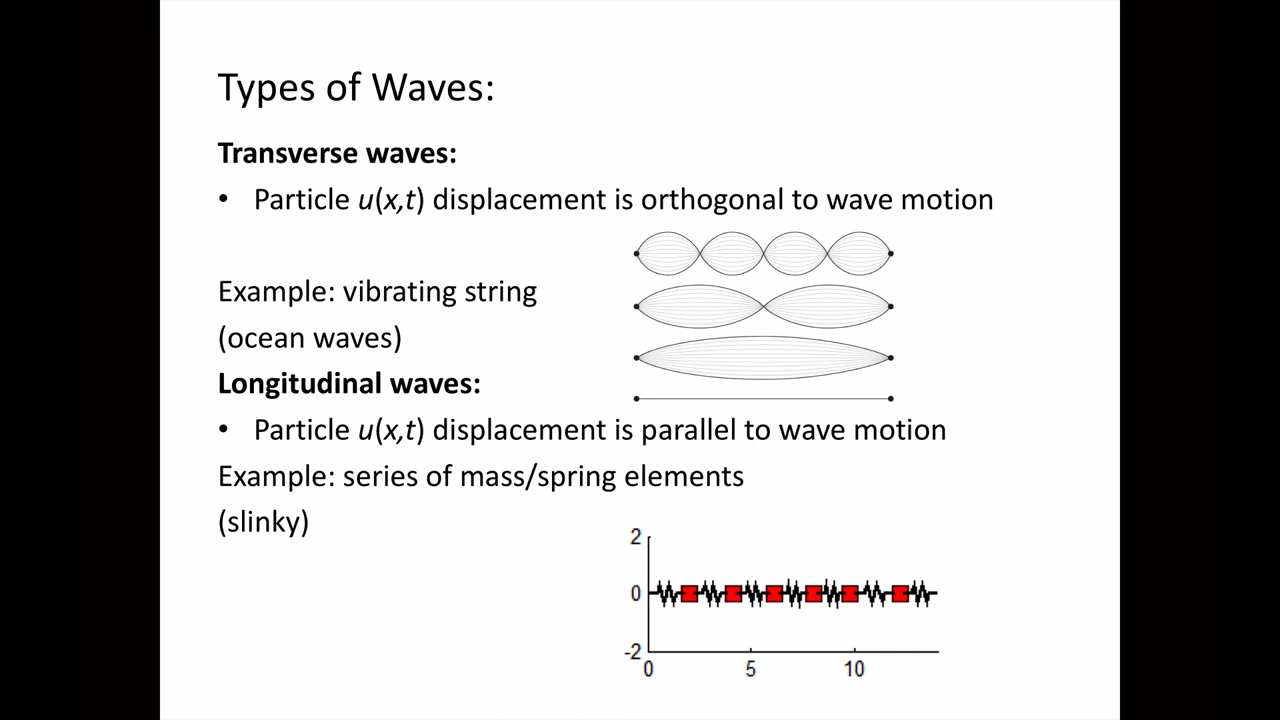 Types of Waves:
Transverse waves:
• Particle u(x,t) displacement is orthogonal to wave motion
Example: vibrating string
(ocean waves)
Longitudinal waves:
• Particle u(x,t) displacement is parallel to wave motion
Example: series of mass/spring elements
(slinky)
2
0
-2
0 5 10